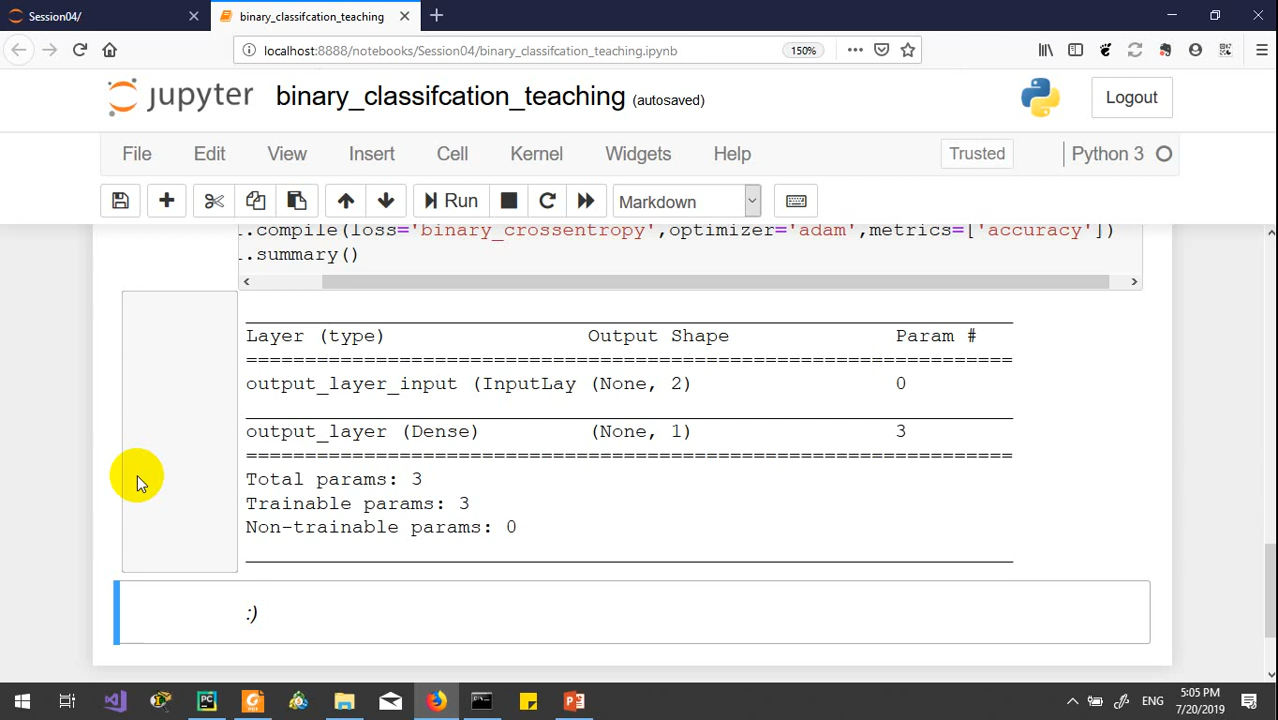 Session04/
binary_classifcation_teaching
localhost:8888/notebooks/Session04/binary_classifcation_teaching.ipynb
150%
jupyter
binary_classifcation_teaching (autosaved)
Logout
File Edit View Insert Cell Kernel Widgets Help
Trusted
Python 3
Run
Markdown
.compile(loss='binary_crossentropy',optimizer='adam',metrics=['accuracy'])
.summary()
Layer (type) Output Shape Param #
=================================================================
output_layer_input (InputLay (None, 2) 0
output_layer (Dense) (None, 1) 3
=================================================================
Total params: 3
Trainable params: 3
Non-trainable params: 0
:)
ENG
5:05 PM
7/20/2019